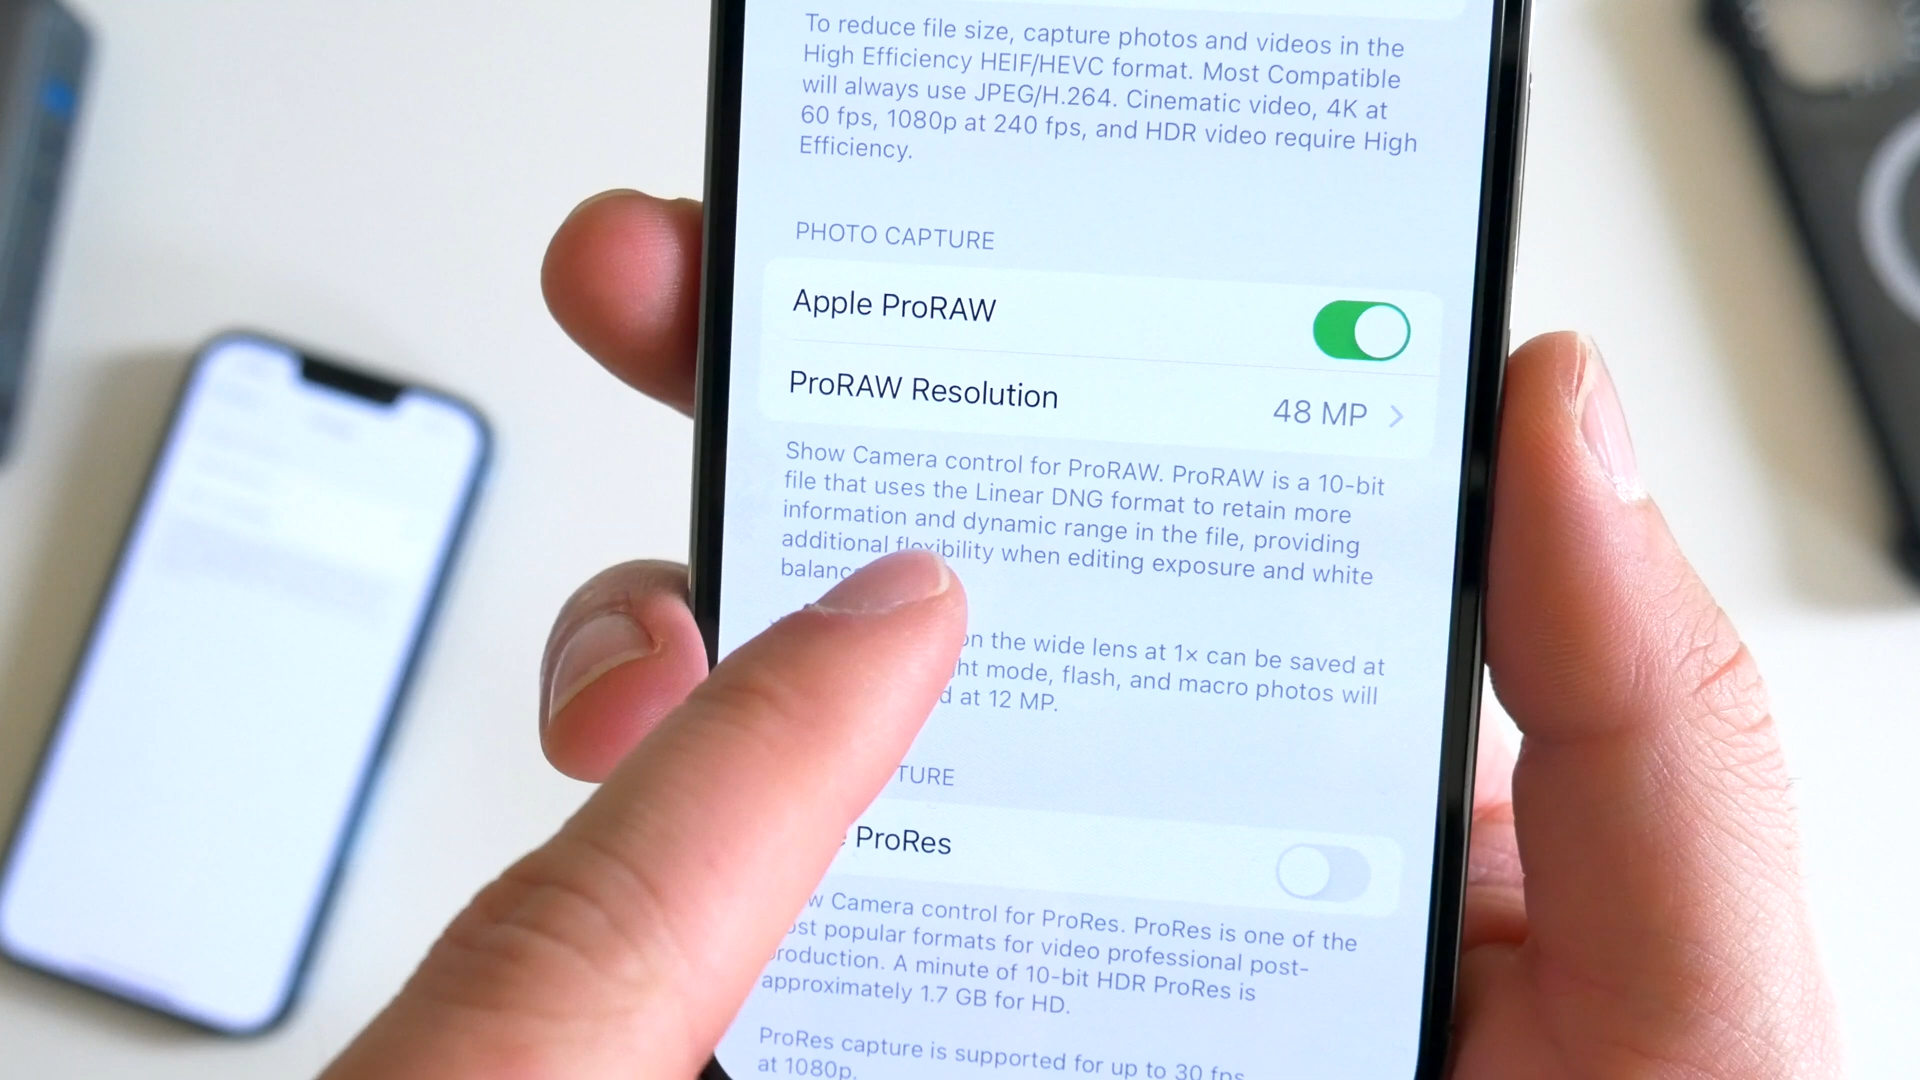 To reduce file size, capture photos and videos in the
High Efficiency HEIF/HEVC format. Most Compatible
will always use JPEG/H.264. Cinematic video, 4K at
60 fps, 1080p at 240 fps, and HDR video require High
Efficiency.
PHOTO CAPTURE
Apple ProRAW
ProRAW Resolution 48 MP
Show Camera control for ProRAW. ProRAW is a 10-bit
file that uses the Linear DNG format to retain more
information and dynamic range in the file, providing
additional flexibility when editing exposure and white
on the wide lens at 1× can be saved at
mode, flash, and macro photos will
at 12 MP.
ProRes
Camera control for ProRes. ProRes is one of the
popular formats for video professional post-
production. A minute of 10-bit HDR ProRes is
approximately 1.7 GB for HD.
ProRes capture is supported for up to 30 fps
at 1080p.